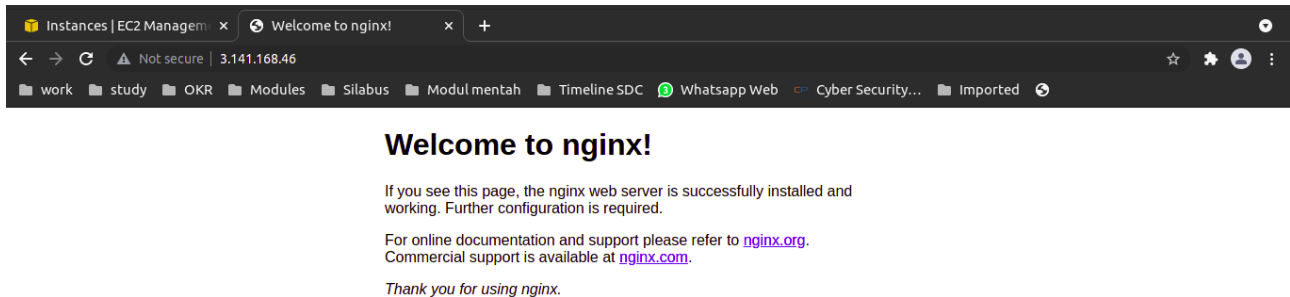 Instances | EC2 Managem
Welcome to nginx!
Not secure | 3.141.168.46
work study OKR Modules Silabus Modul mentah Timeline SDC 3 Whatsapp Web CP Cyber Security... Imported
Welcome to nginx!
If you see this page, the nginx web server is successfully installed and
working. Further configuration is required.
For online documentation and support please refer to nginx.org.
Commercial support is available at nginx.com.
Thank you for using nginx.